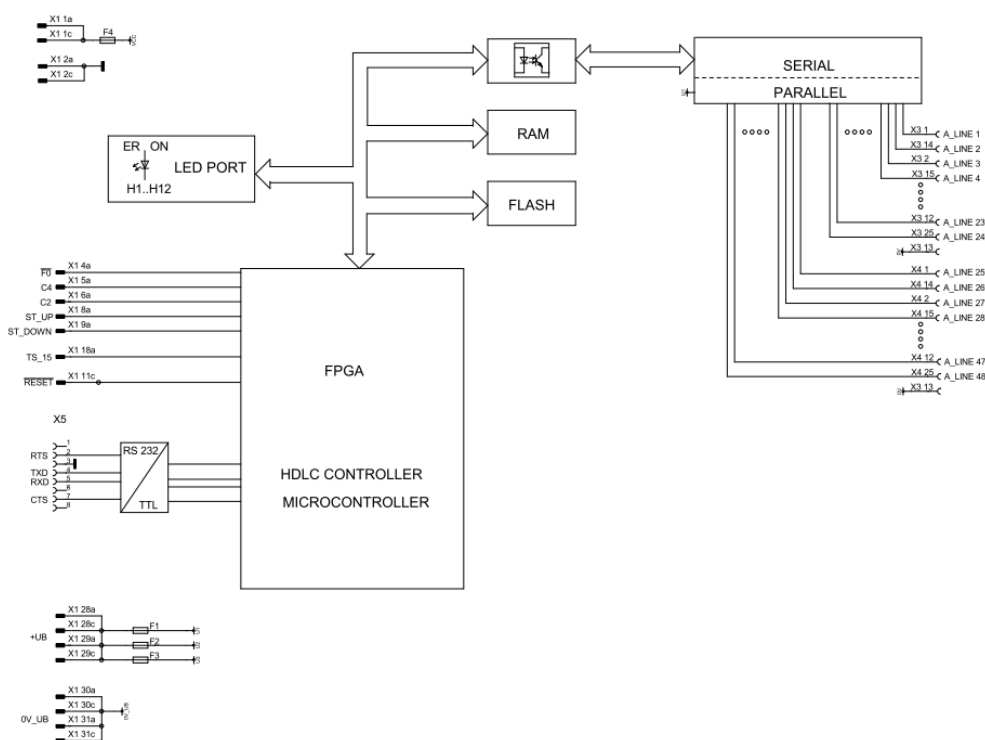 X1 1a
X1 1c
F4
VCC
X1 2a
X1 2c
SERIAL
PARALLEL
RAM
FLASH
ER ON
LED PORT
H1..H12
X3 1 A_LINE 1
X3 14 A_LINE 2
X3 2 A_LINE 3
X3 15 A_LINE 4
X3 12 A_LINE 23
X3 25 A_LINE 24
X3 13
X4 1 A_LINE 25
X4 14 A_LINE 26
X4 2 A_LINE 27
X4 15 A_LINE 28
X4 12 A_LINE 47
X4 25 A_LINE 48
X3 13
F0 X1 4a
C4 X1 5a
C2 X1 6a
ST_UP X1 8a
ST_DOWN X1 9a
TS_15 X1 18a
RESET X1 11c
FPGA
HDLC CONTROLLER
MICROCONTROLLER
X5
1
RTS 2
3
TXD 4
RXD 5
6
CTS 7
8
RS 232
TTL
+UB
X1 28a
X1 28c F1
X1 29a F2
X1 29c F3
0V_UB
X1 30a
X1 30c 0V_UB
X1 31a
X1 31c